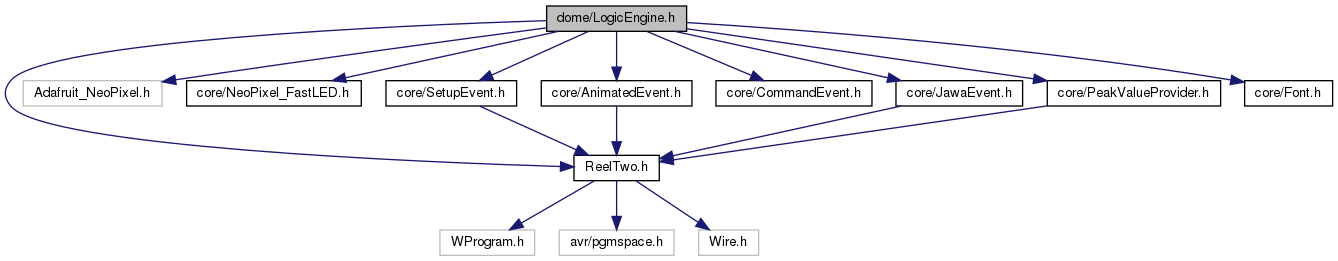 dome/LogicEngine.h
Adafruit_NeoPixel.h
core/NeoPixel_FastLED.h
core/SetupEvent.h
core/AnimatedEvent.h
core/CommandEvent.h
core/JawaEvent.h
core/PeakValueProvider.h
core/Font.h
ReelTwo.h
WProgram.h
avr/pgmspace.h
Wire.h